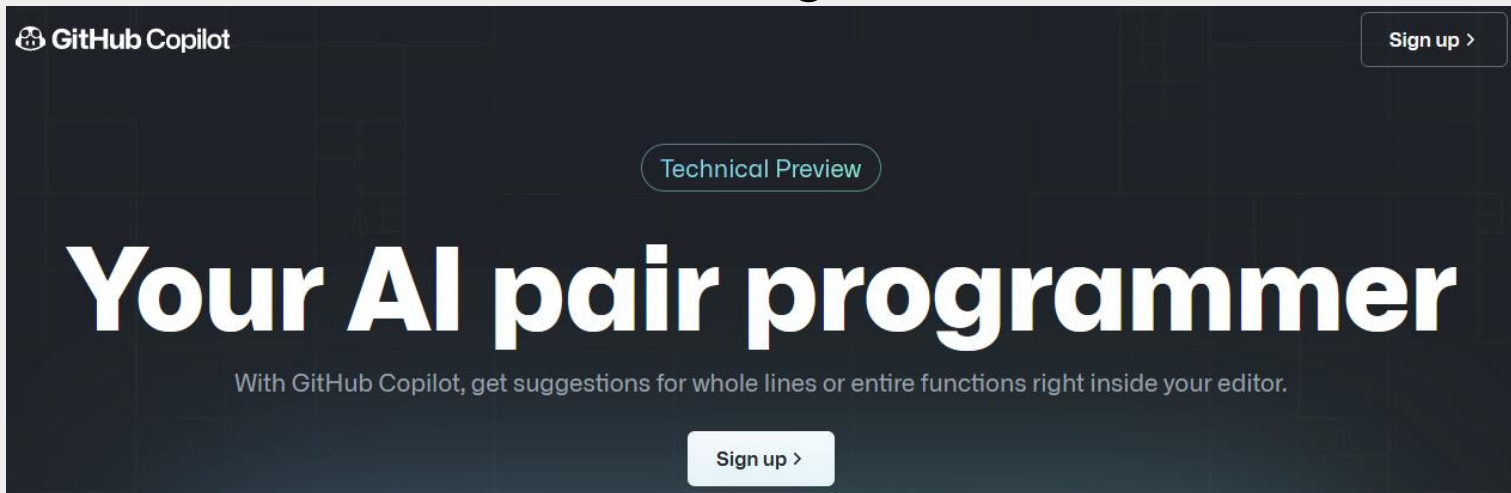 GitHub Copilot
Sign up >
Technical Preview
Your AI pair programmer
With GitHub Copilot, get suggestions for whole lines or entire functions right inside your editor.
Sign up >